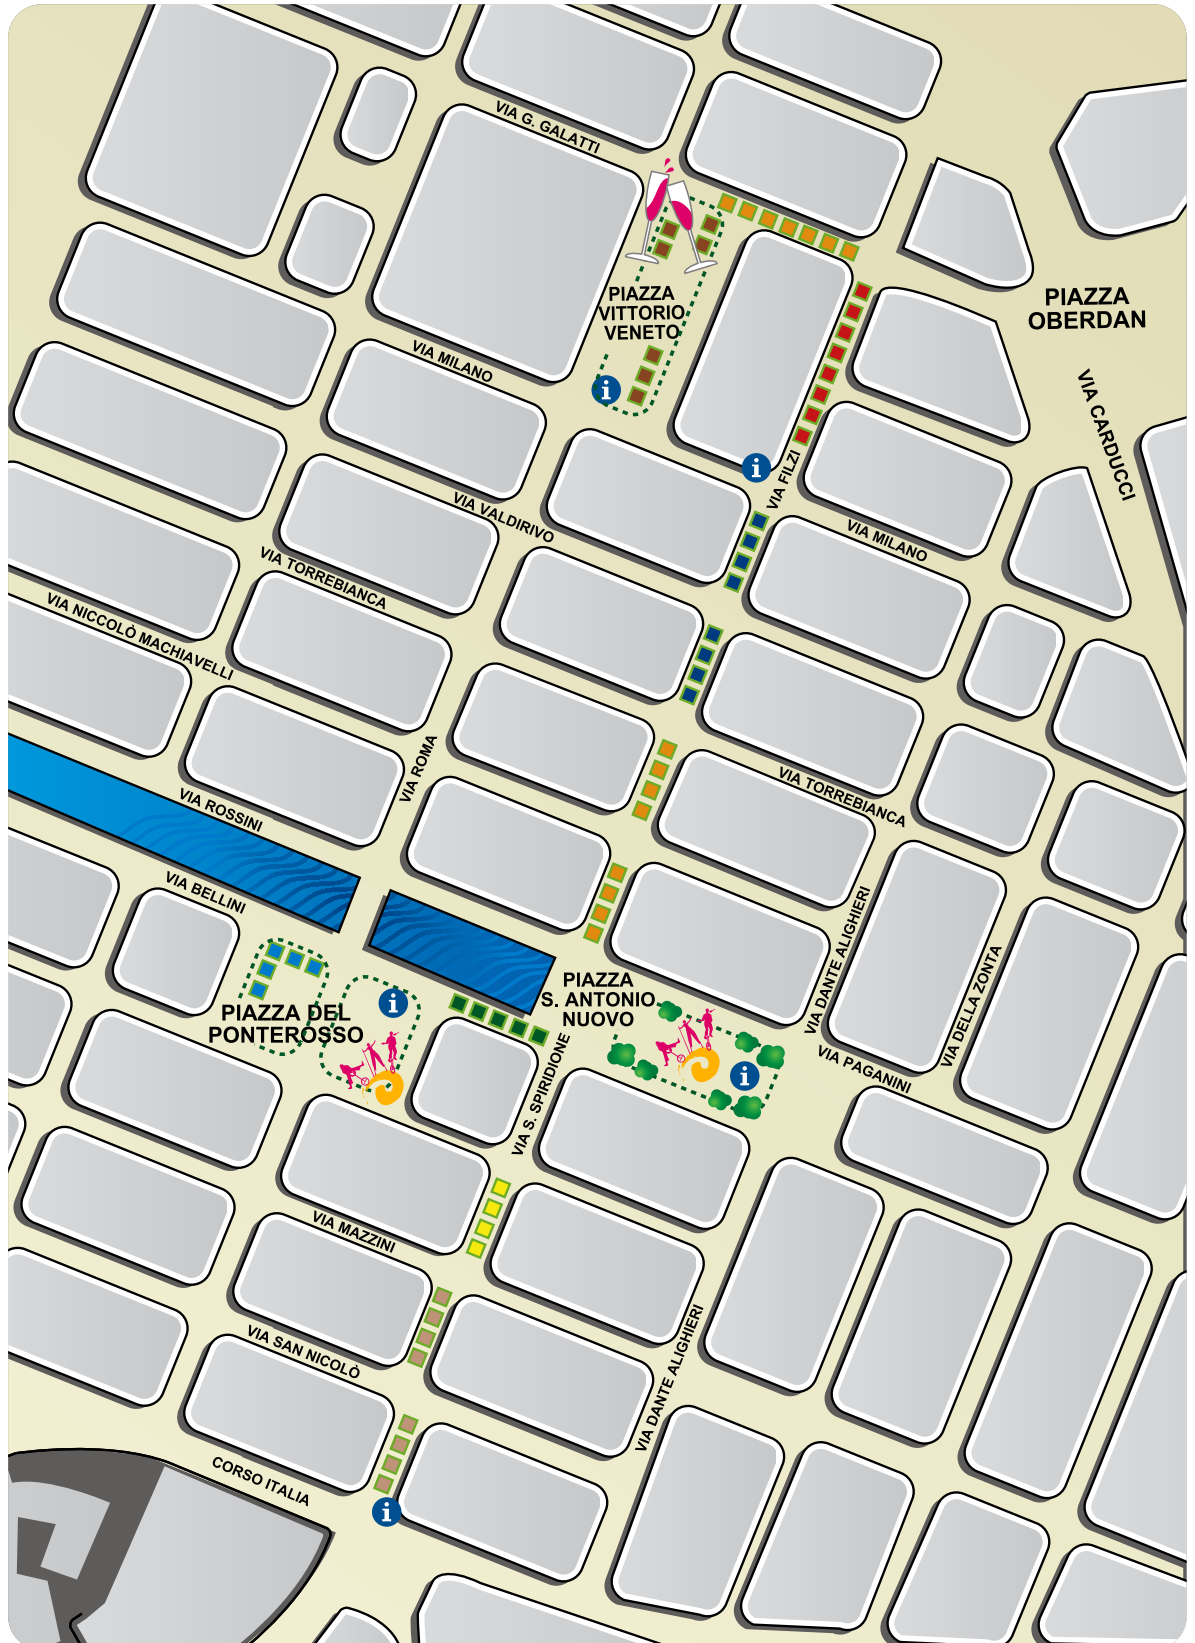 VIA G. GALATTI
PIAZZA
OBERDAN
PIAZZA
VITTORIO
VENETO
VIA MILANO
i
VIA CARDUCCI
i
VIA FILZI
VIA VALDIRIVO
VIA MILANO
VIA TORREBIANCA
VIA NICCOLÒ MACHIAVELLI
VIA ROMA
VIA TORREBIANCA
VIA ROSSINI
VIA BELLINI
VIA DANTE ALIGHIERI
VIA DELLA ZONTA
PIAZZA
S. ANTONIO
NUOVO
i
PIAZZA DEL
PONTEROSSO
i
VIA PAGANINI
VIA S. SPIRIDIONE
VIA MAZZINI
VIA SAN NICOLÒ
VIA DANTE ALIGHIERI
CORSO ITALIA
i